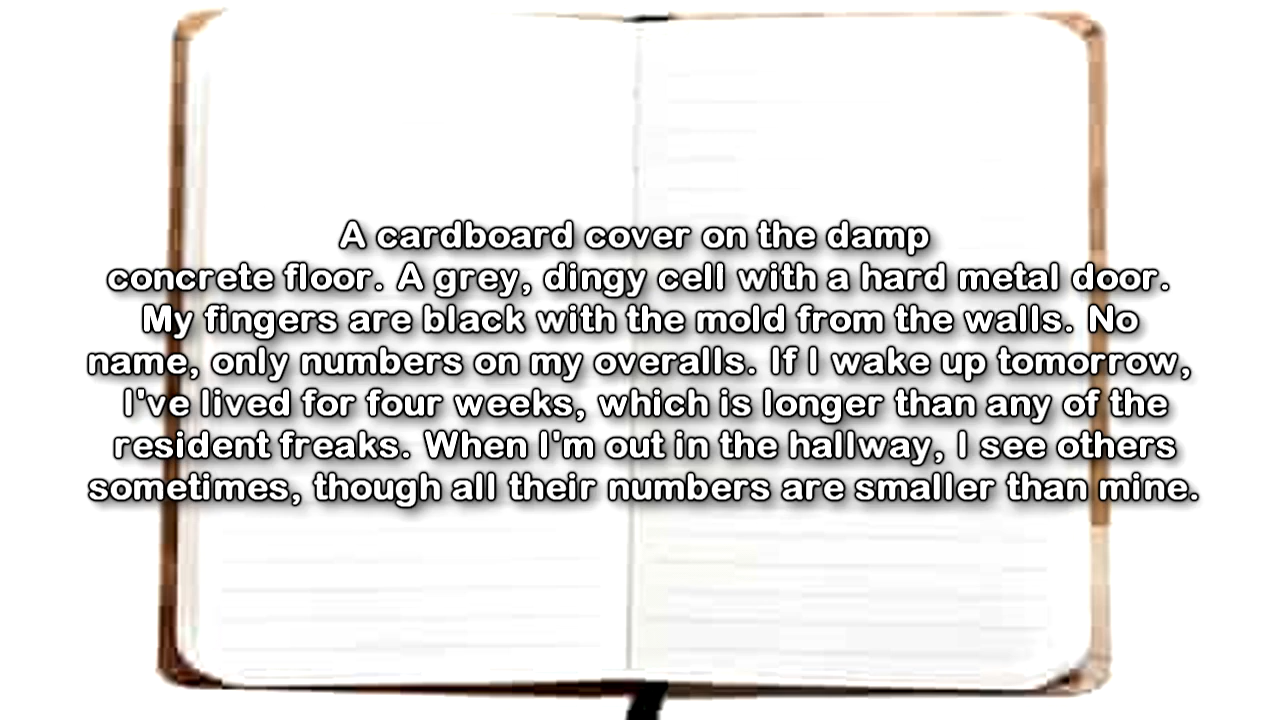 A cardboard cover on the damp
concrete floor. A grey, dingy cell with a hard metal door.
My fingers are black with the mold from the walls. No
name, only numbers on my overalls. If I wake up tomorrow,
I've lived for four weeks, which is longer than any of the
resident freaks. When I'm out in the hallway, I see others
sometimes, though all their numbers are smaller than mine.